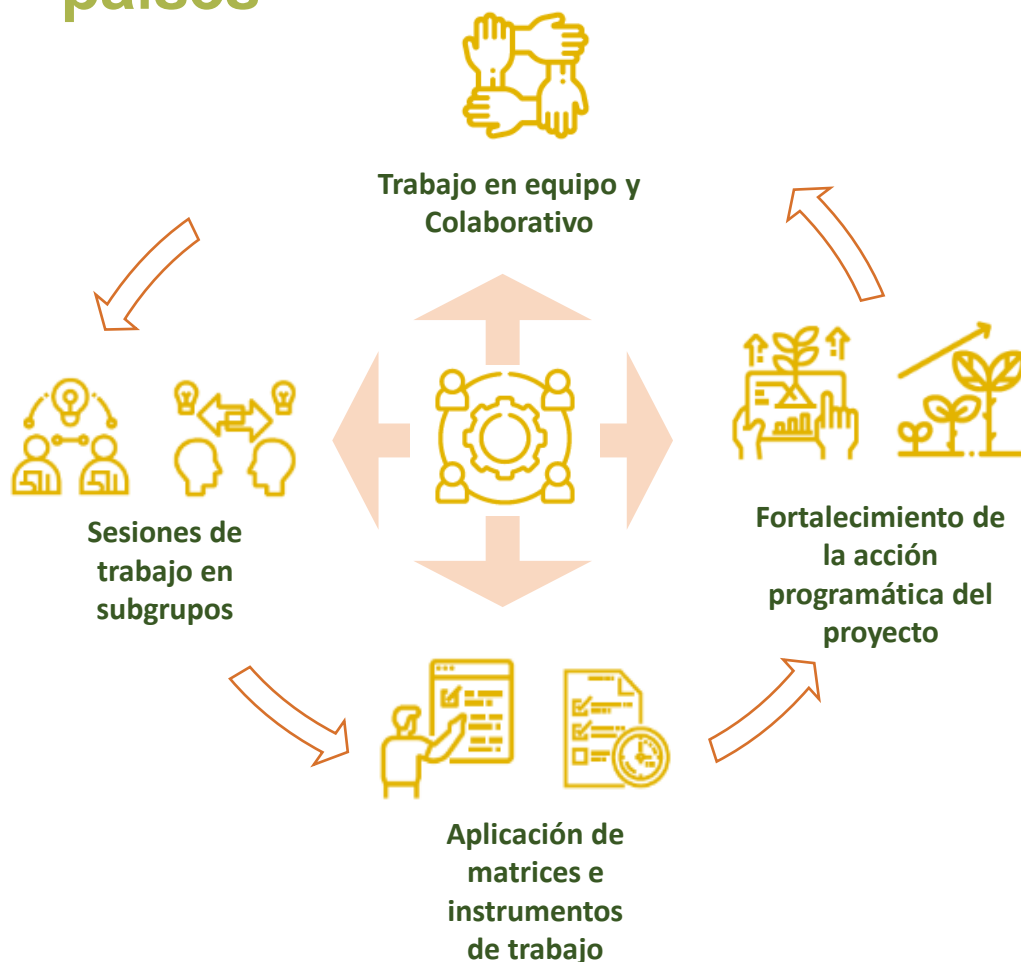 Trabajo en equipo y
Colaborativo
Sesiones de
trabajo en
subgrupos
Fortalecimiento de
la acción
programática del
proyecto
Aplicación de
matrices e
instrumentos
de trabajo